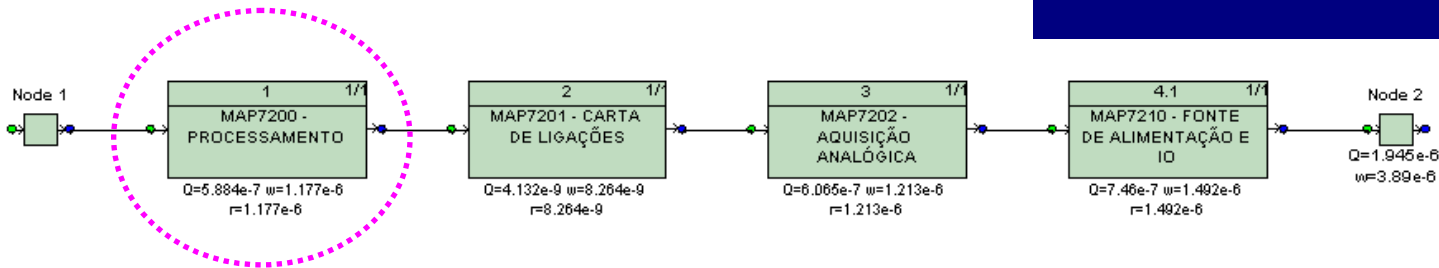 Node 1
1
1/1
MAP7200 -
PROCESSAMENTO
Q=5.884e-7 w=1.177e-6
r=1.177e-6
2
1/1
MAP7201 - CARTA
DE LIGAÇÕES
Q=4.132e-9 w=8.264e-9
r=8.264e-9
3
1/1
MAP7202 -
AQUISIÇÃO
ANALÓGICA
Q=6.065e-7 w=1.213e-6
r=1.213e-6
4.1
1/1
MAP7210 - FONTE
DE ALIMENTAÇÃO E
IO
Q=7.46e-7 w=1.492e-6
r=1.492e-6
Node 2
Q=1.945e-6
w=3.89e-6